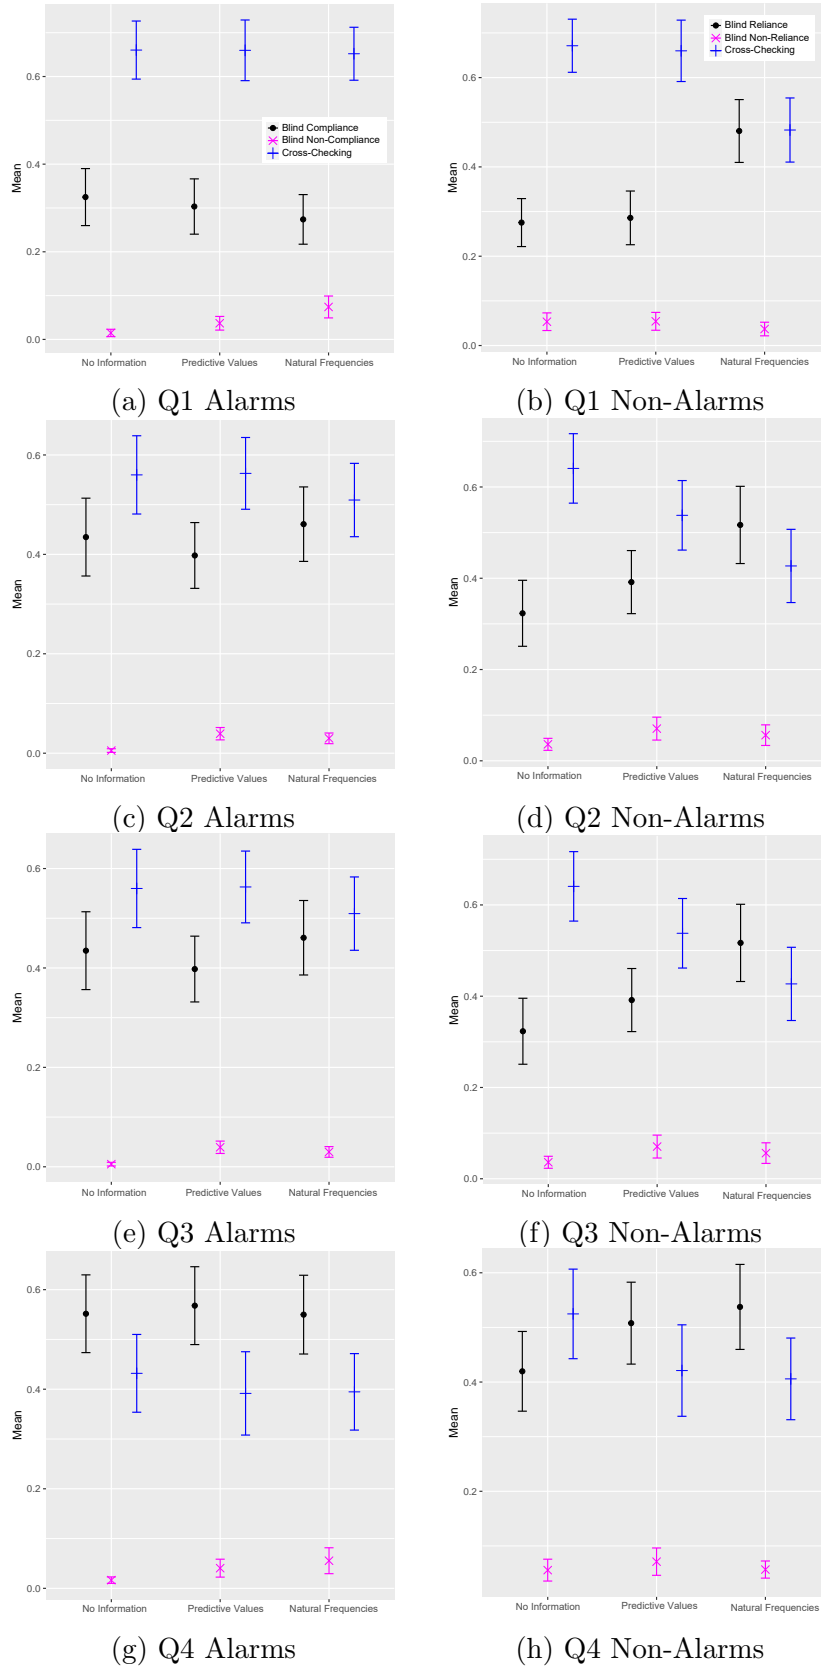 0.6
0.4
0.2
0.0
Mean
Blind Compliance
Blind Non-Compliance
Cross-Checking
No Information Predictive Values Natural Frequencies
(a) Q1 Alarms
0.6
0.4
0.2
0.0
Mean
Blind Reliance
Blind Non-Reliance
Cross-Checking
No Information Predictive Values Natural Frequencies
(b) Q1 Non-Alarms
0.6
0.4
0.2
0.0
Mean
No Information Predictive Values Natural Frequencies
(c) Q2 Alarms
0.6
0.4
0.2
0.0
Mean
No Information Predictive Values Natural Frequencies
(d) Q2 Non-Alarms
0.6
0.4
0.2
0.0
Mean
No Information Predictive Values Natural Frequencies
(e) Q3 Alarms
0.6
0.4
0.2
0.0
Mean
No Information Predictive Values Natural Frequencies
(f) Q3 Non-Alarms
0.6
0.4
0.2
0.0
Mean
No Information Predictive Values Natural Frequencies
(g) Q4 Alarms
0.6
0.4
0.2
Mean
No Information Predictive Values Natural Frequencies
(h) Q4 Non-Alarms